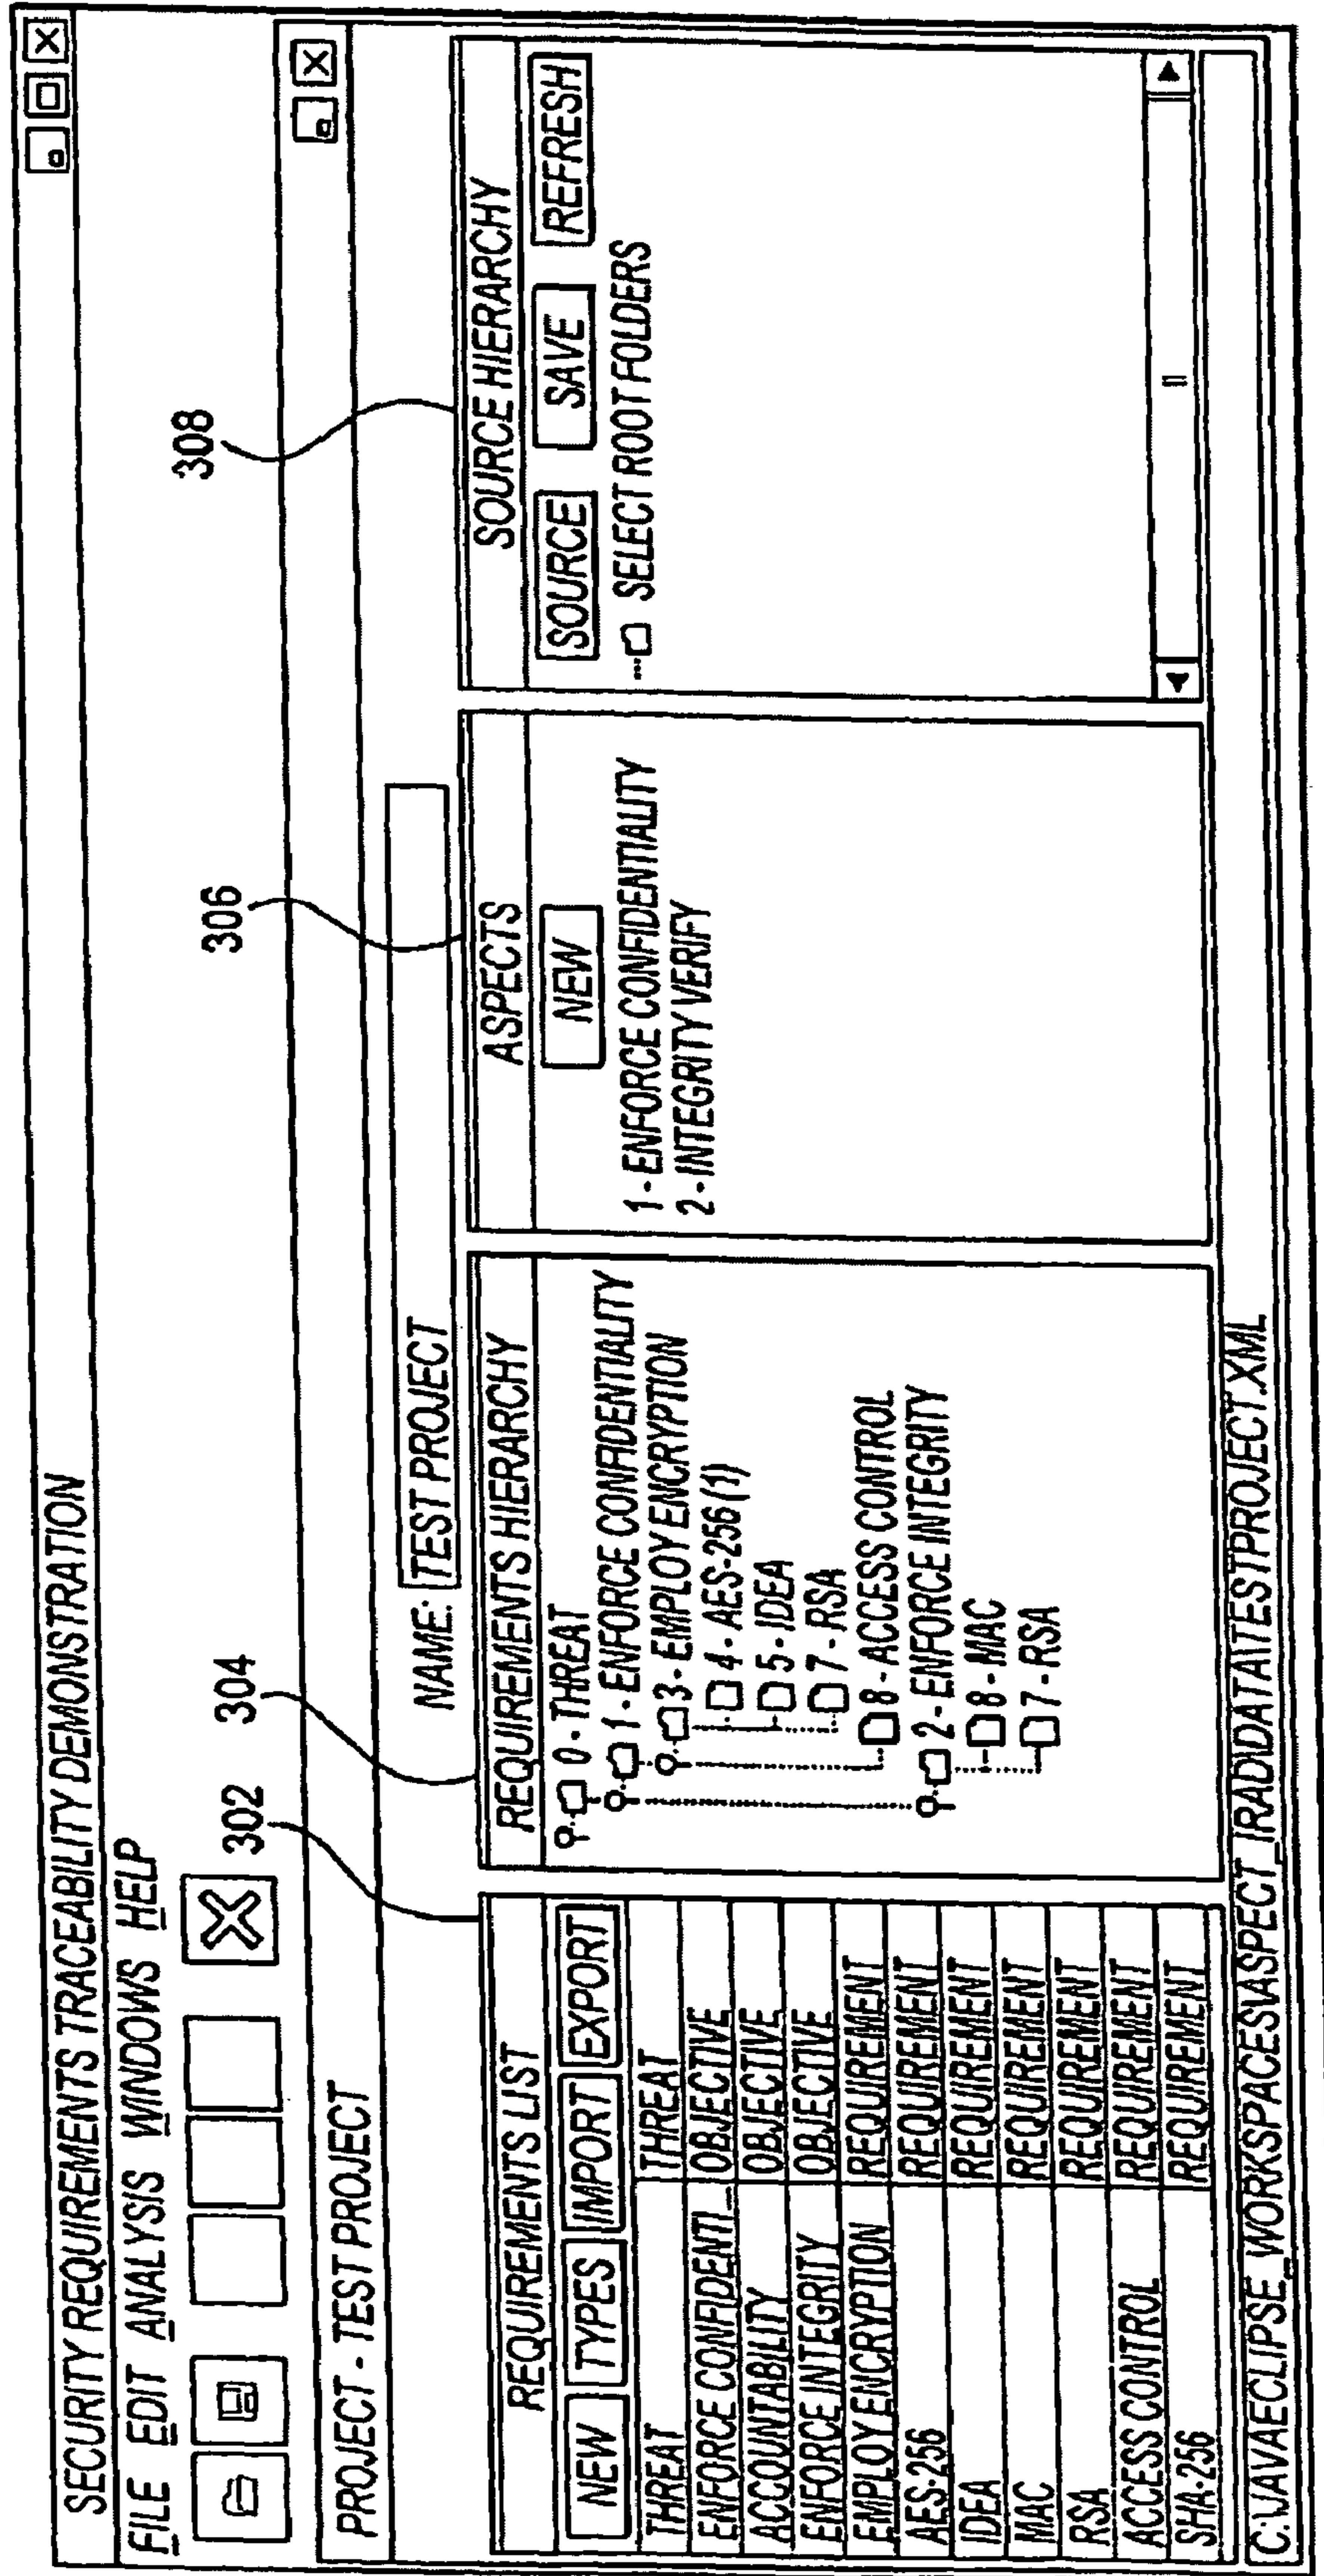 SECURITY REQUIREMENTS TRACEABILITY DEMONSTRATION
FILE EDIT ANALYSIS WINDOWS HELP
PROJECT - TEST PROJECT
NAME: TEST PROJECT
302
304
306
308
REQUIREMENTS LIST
NEW TYPES IMPORT EXPORT
THREAT THREAT
ENFORCE CONFIDENTI... OBJECTIVE
ACCOUNTABILITY OBJECTIVE
ENFORCE INTEGRITY OBJECTIVE
EMPLOY ENCRYPTION REQUIREMENT
AES-256 REQUIREMENT
IDEA REQUIREMENT
MAC REQUIREMENT
RSA REQUIREMENT
ACCESS CONTROL REQUIREMENT
SHA-256 REQUIREMENT
REQUIREMENTS HIERARCHY
0 - THREAT
1 - ENFORCE CONFIDENTIALITY
3 - EMPLOY ENCRYPTION
4 - AES-256 (1)
5 - IDEA
7 - RSA
8 - ACCESS CONTROL
2 - ENFORCE INTEGRITY
8 - MAC
7 - RSA
ASPECTS
NEW
1 - ENFORCE CONFIDENTIALITY
2 - INTEGRITY VERIFY
SOURCE HIERARCHY
SOURCE SAVE REFRESH
SELECT ROOT FOLDERS
C:\JAVAECLIPSE_WORKSPACES\ASPECT_IRAD\DATA\TESTPROJECT.XML